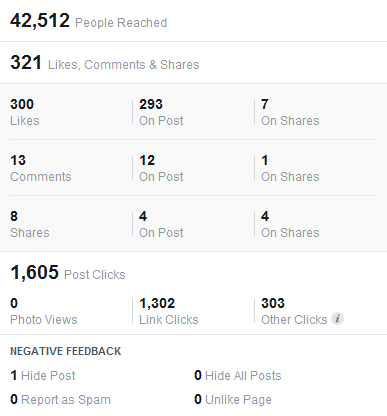 42,512 People Reached
321 Likes, Comments & Shares
300 293 7
Likes On Post On Shares
13 12 1
Comments On Post On Shares
8 4 4
Shares On Post On Shares
1,605 Post Clicks
0 1,302 303
Photo Views Link Clicks Other Clicks i
NEGATIVE FEEDBACK
1 Hide Post 0 Hide All Posts
0 Report as Spam 0 Unlike Page